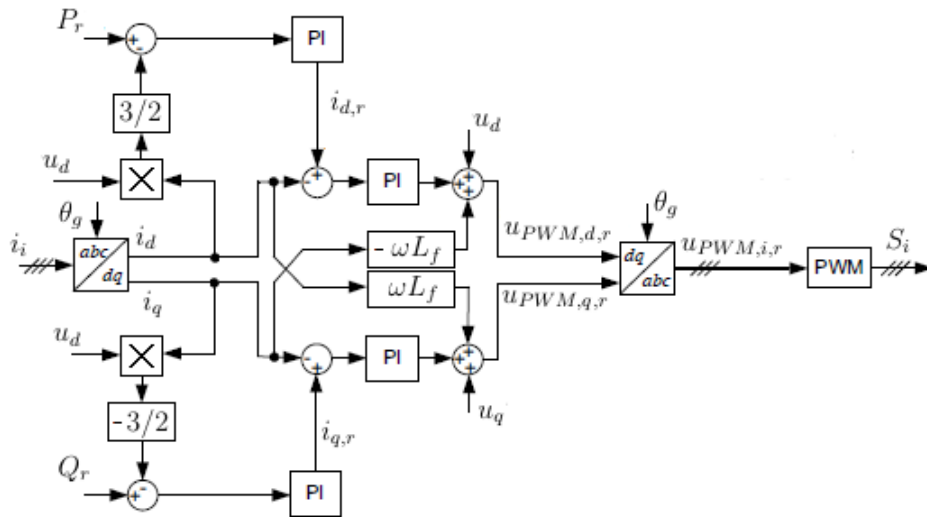 P_r
+
-
PI
3/2
i_{d,r}
u_d
u_d
×
-
+
PI
+
+
+
θ_g
θ_g
i_i
abc
dq
i_d
- ωL_f
u_{PWM,d,r}
dq
abc
u_{PWM,i,r}
PWM
S_i
ωL_f
u_{PWM,q,r}
i_q
u_d
×
-
+
PI
+
+
+
-3/2
i_{q,r}
u_q
Q_r
+
-
PI